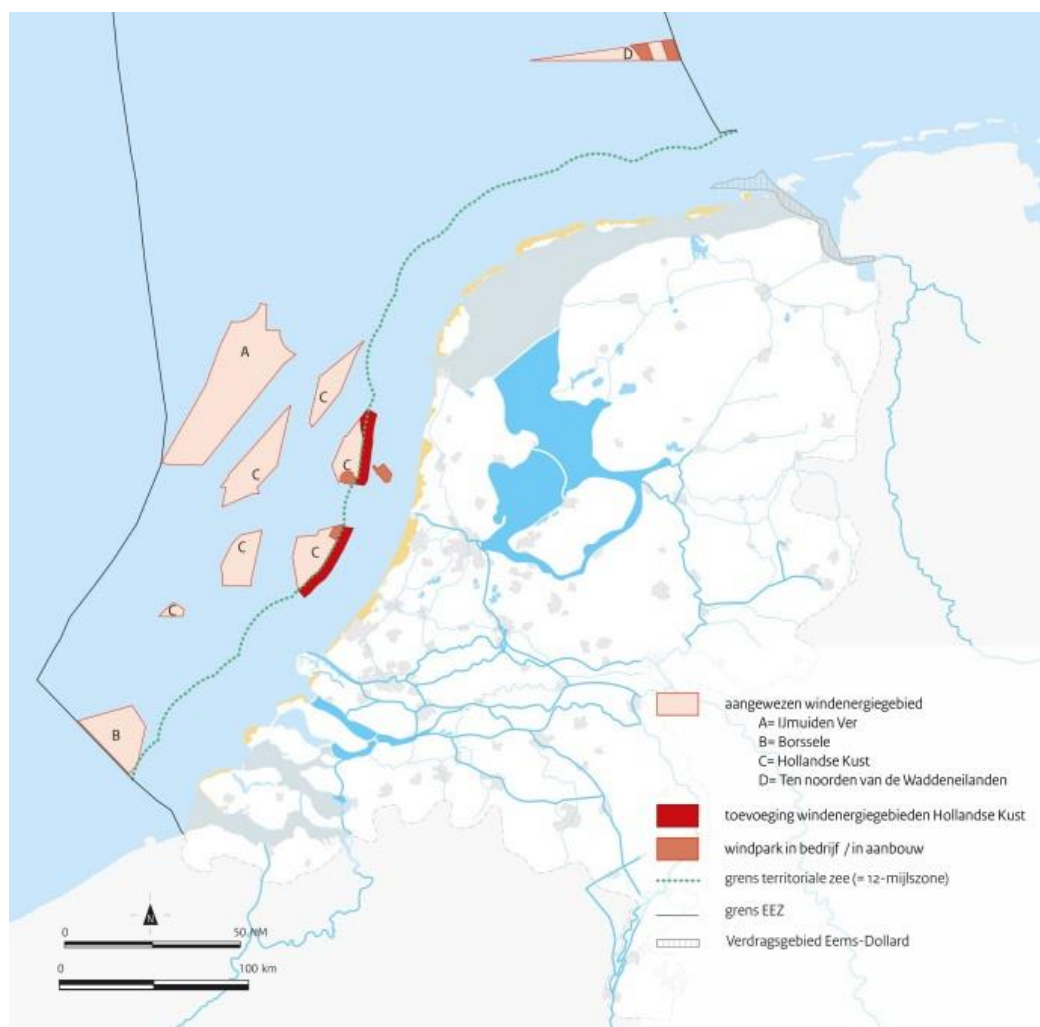 D
A
C
C
C
C
C
C
B
aangewezen windenergiegebied
A= IJmuiden Ver
B= Borssele
C= Hollandse Kust
D= Ten noorden van de Waddeneilanden
toevoeging windenergiegebieden Hollandse Kust
windpark in bedrijf / in aanbouw
grens territoriale zee (= 12-mijlszone)
grens EEZ
Verdragsgebied Eems-Dollard
N
0 50 NM
0 100 km